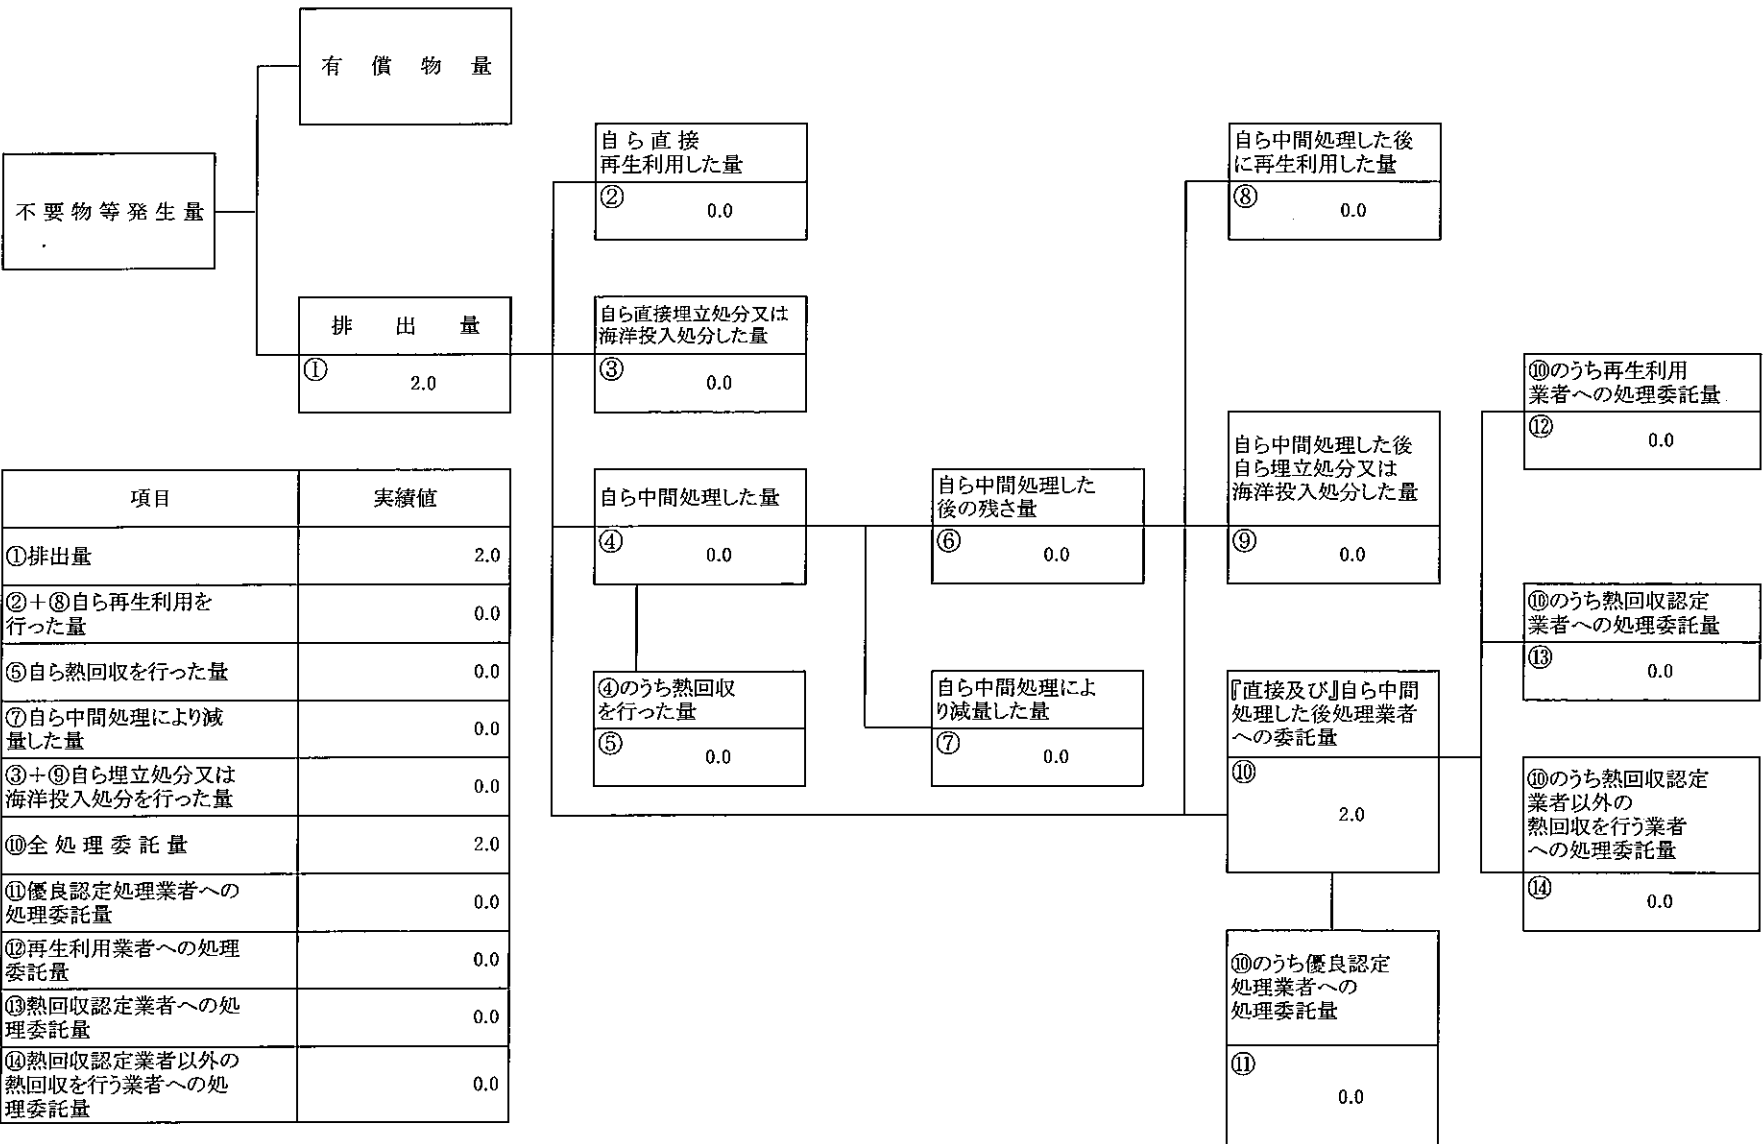 有償物量
不要物等発生量
排出量
①
2.0
自ら直接
再生利用した量
②
0.0
自ら直接埋立処分又は
海洋投入処分した量
③
0.0
自ら中間処理した量
④
0.0
④のうち熱回収
を行った量
⑤
0.0
自ら中間処理した
後の残さ量
⑥
0.0
自ら中間処理によ
り減量した量
⑦
0.0
自ら中間処理した後
に再生利用した量
⑧
0.0
自ら中間処理した後
自ら埋立処分又は
海洋投入処分した量
⑨
0.0
『直接及び』自ら中間
処理した後処理業者
への委託量
⑩
2.0
⑩のうち優良認定
処理業者への
処理委託量
⑪
0.0
⑩のうち再生利用
業者への処理委託量
⑫
0.0
⑩のうち熱回収認定
業者への処理委託量
⑬
0.0
⑩のうち熱回収認定
業者以外の
熱回収を行う業者
への処理委託量
⑭
0.0
項目 実績値
①排出量 2.0
②+⑧自ら再生利用を
行った量 0.0
⑤自ら熱回収を行った量 0.0
⑦自ら中間処理により減
量した量 0.0
③+⑨自ら埋立処分又は
海洋投入処分を行った量 0.0
⑩全処理委託量 2.0
⑪優良認定処理業者への
処理委託量 0.0
⑫再生利用業者への処理
委託量 0.0
⑬熱回収認定業者への処
理委託量 0.0
⑭熱回収認定業者以外の
熱回収を行う業者への処
理委託量 0.0